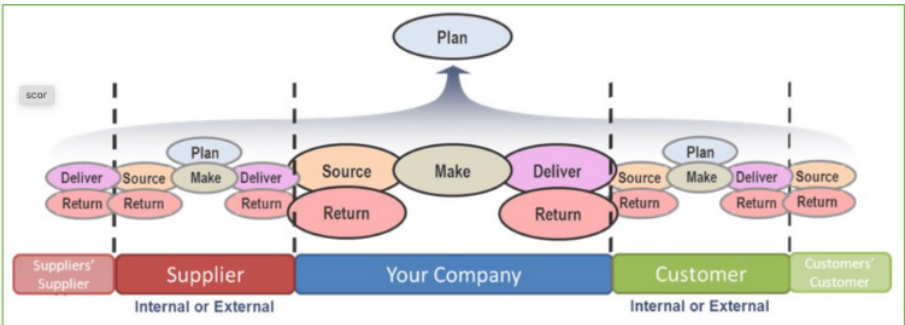 Plan
scor
Plan
Plan
Deliver Source Make Deliver Source Make Deliver Source Make Deliver Source
Return Return Return Return Return Return Return Return
Suppliers' Supplier Your Company Customer Customers'
Supplier Customer
Internal or External Internal or External